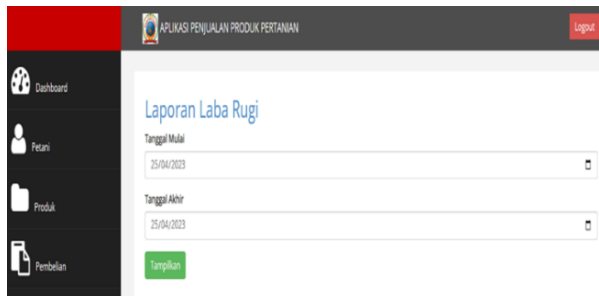 APLIKASI PENJUALAN PRODUK PERTANIAN
Logout
Dashboard
Petani
Produk
Pembelian
Laporan Laba Rugi
Tanggal Mulai
25/04/2023
Tanggal Akhir
25/04/2023
Tampilkan